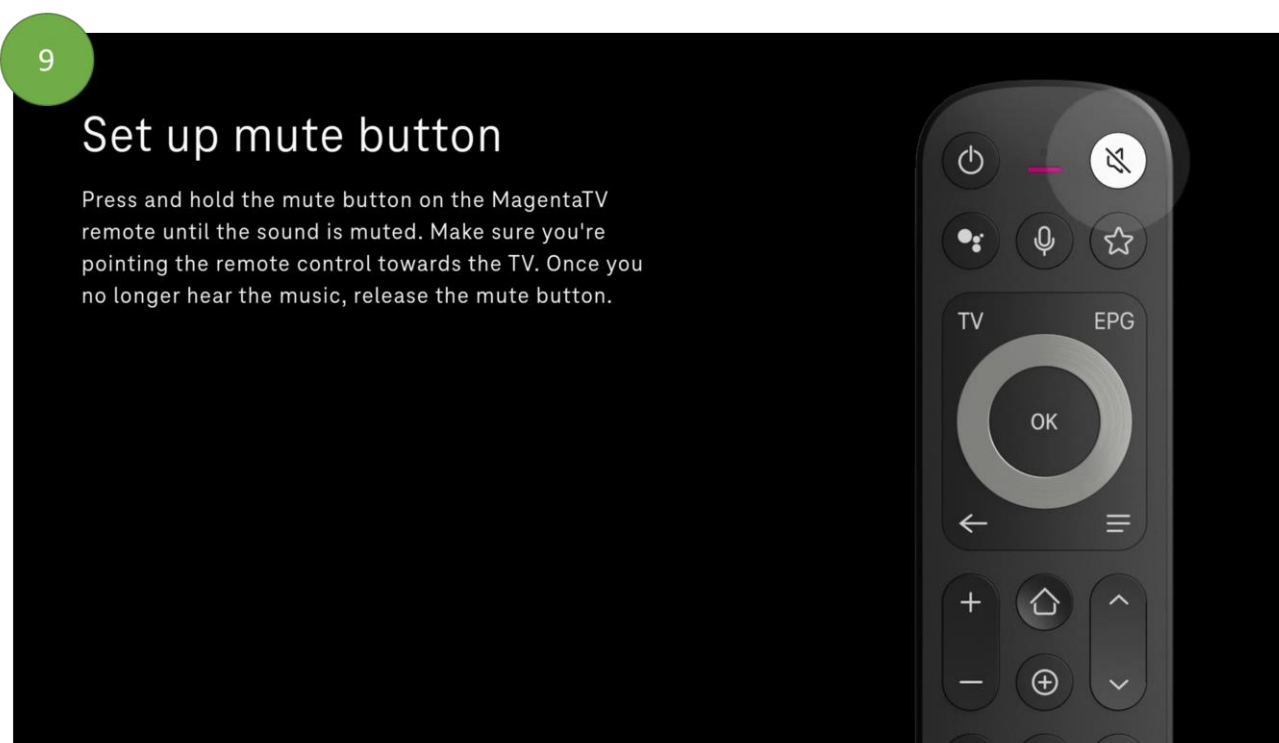 9
Set up mute button
Press and hold the mute button on the MagentaTV
remote until the sound is muted. Make sure you're
pointing the remote control towards the TV. Once you
no longer hear the music, release the mute button.
TV EPG
OK